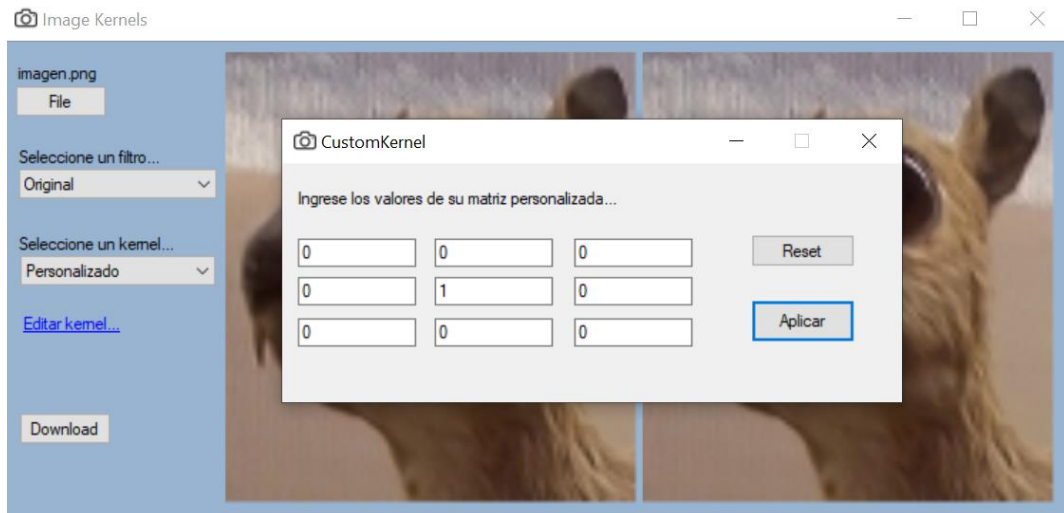 Image Kernels
imagen.png
File
Seleccione un filtro...
Original
Seleccione un kernel...
Personalizado
Editar kernel...
Download
CustomKernel
Ingrese los valores de su matriz personalizada...
0 0 0
Reset
0 1 0
0 0 0
Aplicar